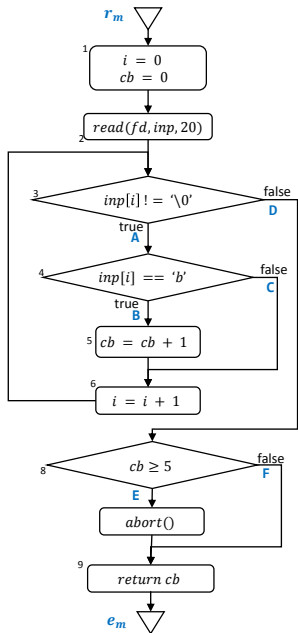 r_m
1
i = 0
cb = 0
read(fd, inp, 20)
2
3
inp[i]! = ‘\0’
false
D
true
A
4
inp[i] == ‘b’
false
C
true
B
5
cb = cb + 1
6
i = i + 1
8
cb ≥ 5
false
F
E
abort()
9
return cb
e_m